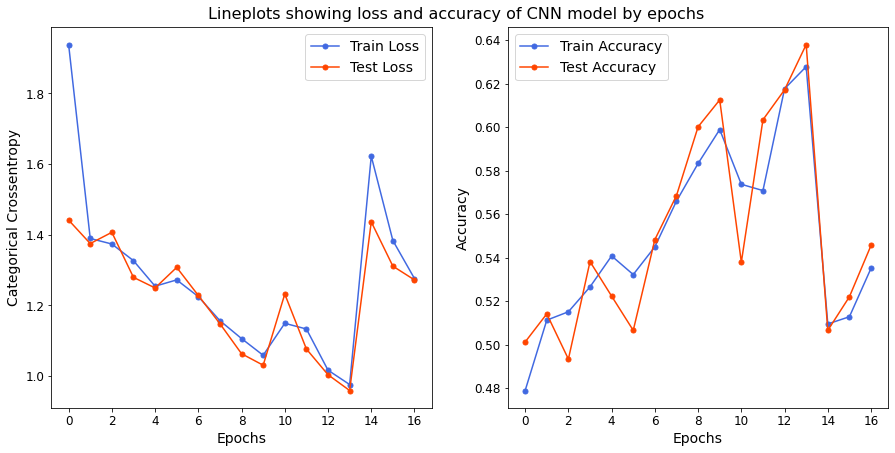 Lineplots showing loss and accuracy of CNN model by epochs
Train Loss
Test Loss
Categorical Crossentropy
1.8
1.6
1.4
1.2
1.0
0 2 4 6 8 10 12 14 16
Epochs
Train Accuracy
Test Accuracy
Accuracy
0.64
0.62
0.60
0.58
0.56
0.54
0.52
0.50
0.48
0 2 4 6 8 10 12 14 16
Epochs